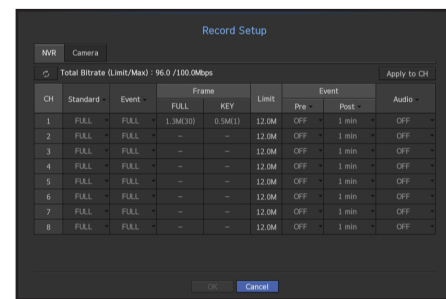 Record Setup
NVR Camera
Total Bitrate (Limit/Max) : 96.0 /100.0Mbps Apply to CH
CH Standard Event Frame Limit Event Audio
FULL KEY Pre Post
1 FULL FULL 1.3M(30) 0.5M(1) 12.0M OFF 1 min OFF
2 FULL FULL – – 12.0M OFF 1 min OFF
3 FULL FULL – – 12.0M OFF 1 min OFF
4 FULL FULL – – 12.0M OFF 1 min OFF
5 FULL FULL – – 12.0M OFF 1 min OFF
6 FULL FULL – – 12.0M OFF 1 min OFF
7 FULL FULL – – 12.0M OFF 1 min OFF
8 FULL FULL – – 12.0M OFF 1 min OFF
OK Cancel